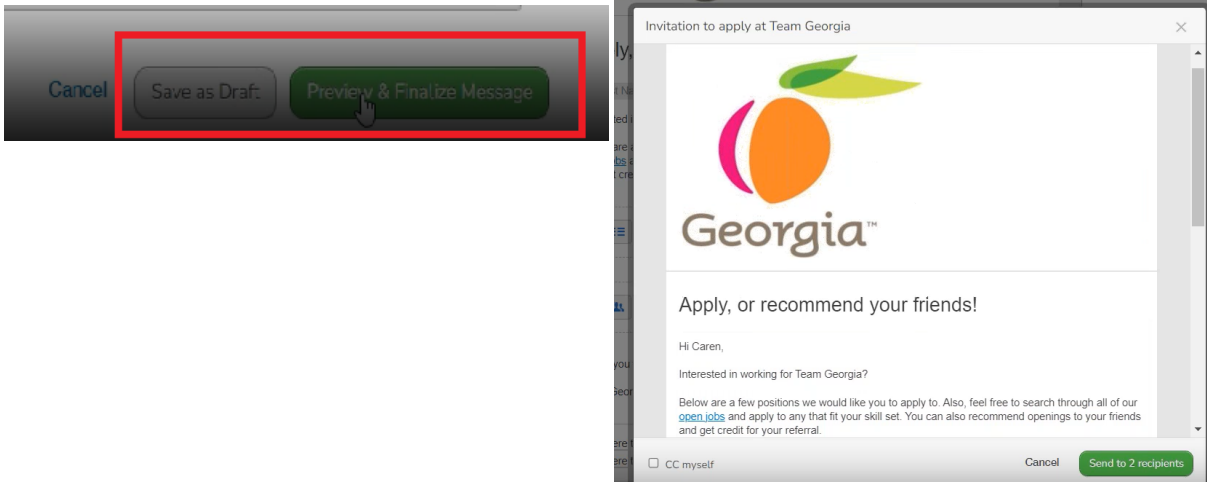 Cancel
Save as Draft
Preview & Finalize Message
Invitation to apply at Team Georgia
Georgia™
Apply, or recommend your friends!
Hi Caren,
Interested in working for Team Georgia?
Below are a few positions we would like you to apply to. Also, feel free to search through all of our
open jobs and apply to any that fit your skill set. You can also recommend openings to your friends
and get credit for your referral.
CC myself
Cancel
Send to 2 recipients